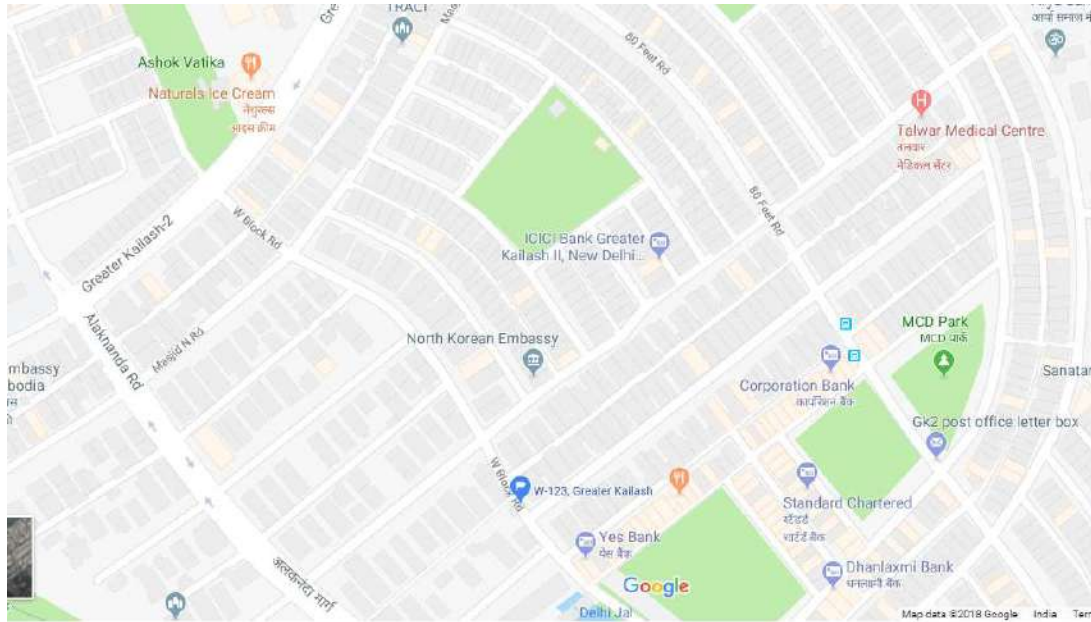 TRACT
Gre
Mas
80 Feet Rd
आर्या समाज म
Ashok Vatika
Naturals Ice Cream
नेचुरल्स
आइस क्रीम
Talwar Medical Centre
तलवार
मेडिकल सेंटर
80 Feet Rd
W Block Rd
ICICI Bank Greater
Kailash II, New Delhi...
Greater Kailash-2
Alaknanda Rd
Masjid N Rd
North Korean Embassy
MCD Park
MCD पार्क
mbassy
bodia
Sanatan
Corporation Bank
कार्पोरेशन बैंक
Gk2 post office letter box
W Block Rd
W-123, Greater Kailash
Standard Chartered
स्टैंडर्ड
चार्टर्ड बैंक
Yes Bank
येस बैंक
Dhanlaxmi Bank
धनलक्ष्मी बैंक
अलकनंदा मार्ग
Google
Delhi Jal
Map data ©2018 Google India Terr